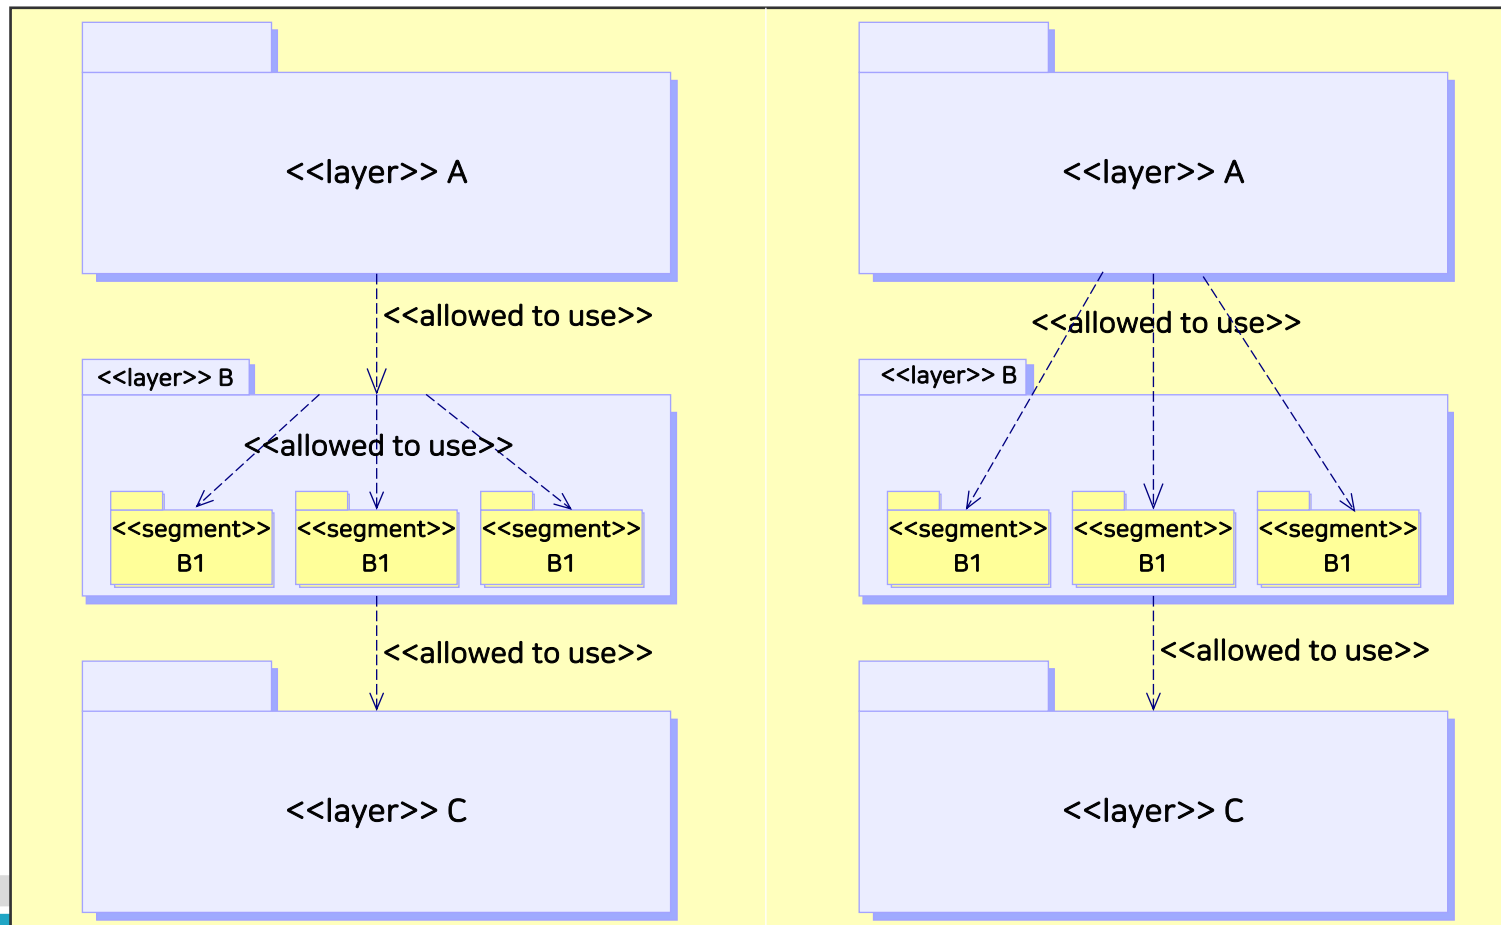 <<layer>> A
<<allowed to use>>
<<layer>> B
<<allowed to use>>
<<segment>>
B1
<<segment>>
B1
<<segment>>
B1
<<allowed to use>>
<<layer>> C
<<layer>> A
<<allowed to use>>
<<layer>> B
<<segment>>
B1
<<segment>>
B1
<<segment>>
B1
<<allowed to use>>
<<layer>> C